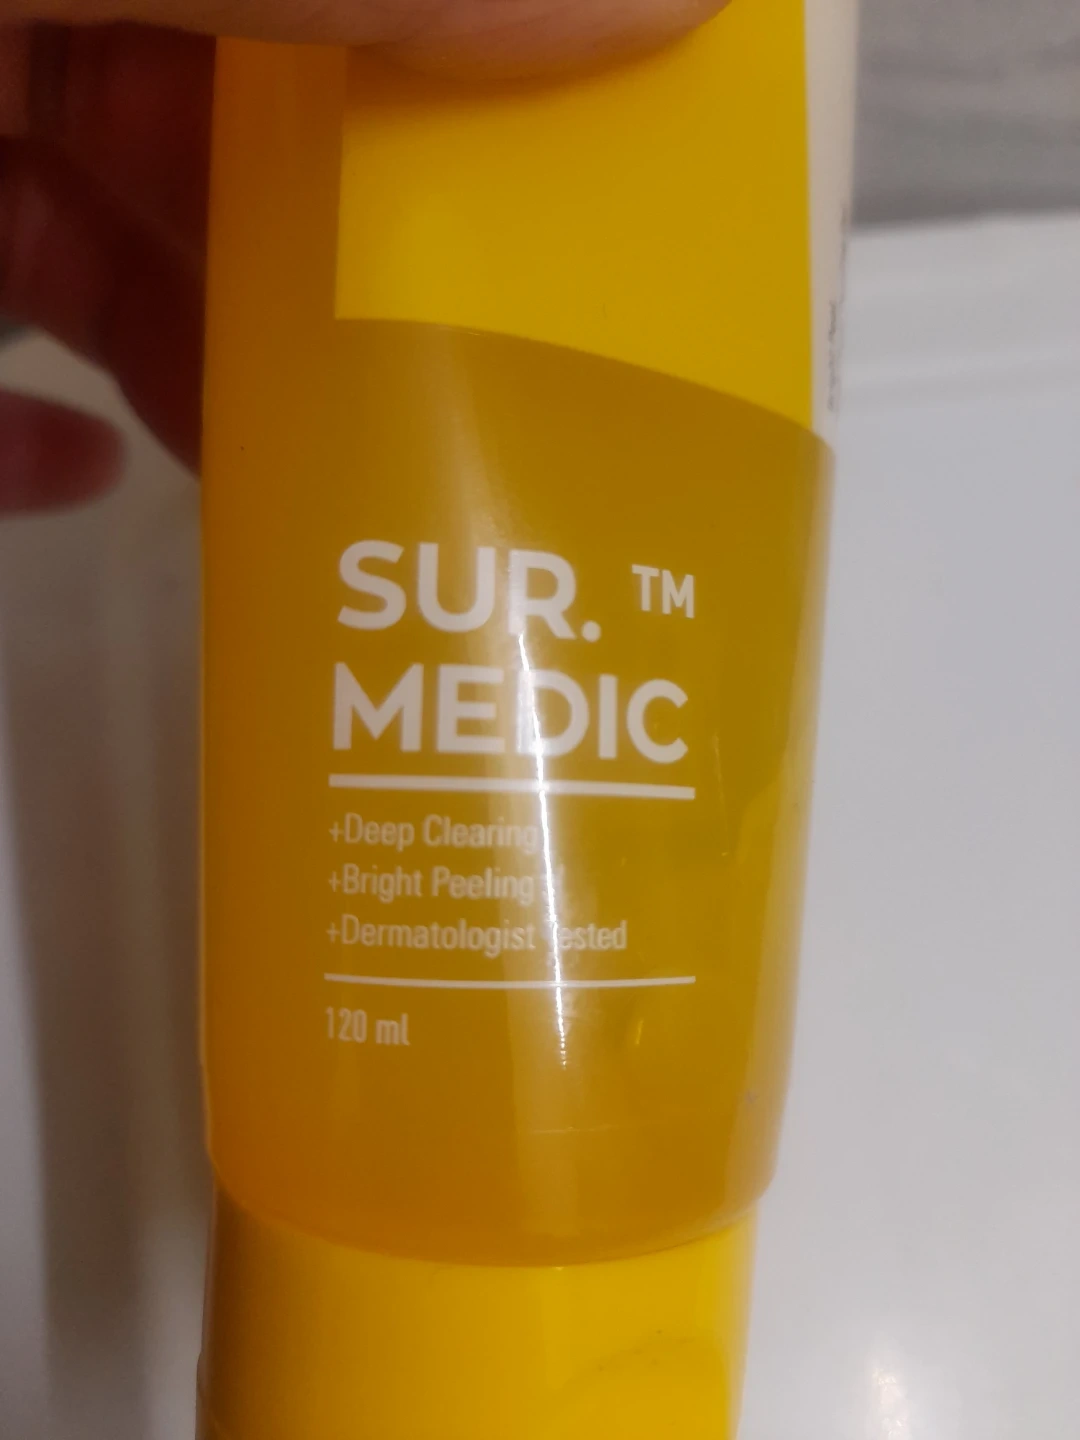 SUR. TM
MEDIC
+Deep Clearing
+Bright Peeling
+Dermatologist Tested
120 ml